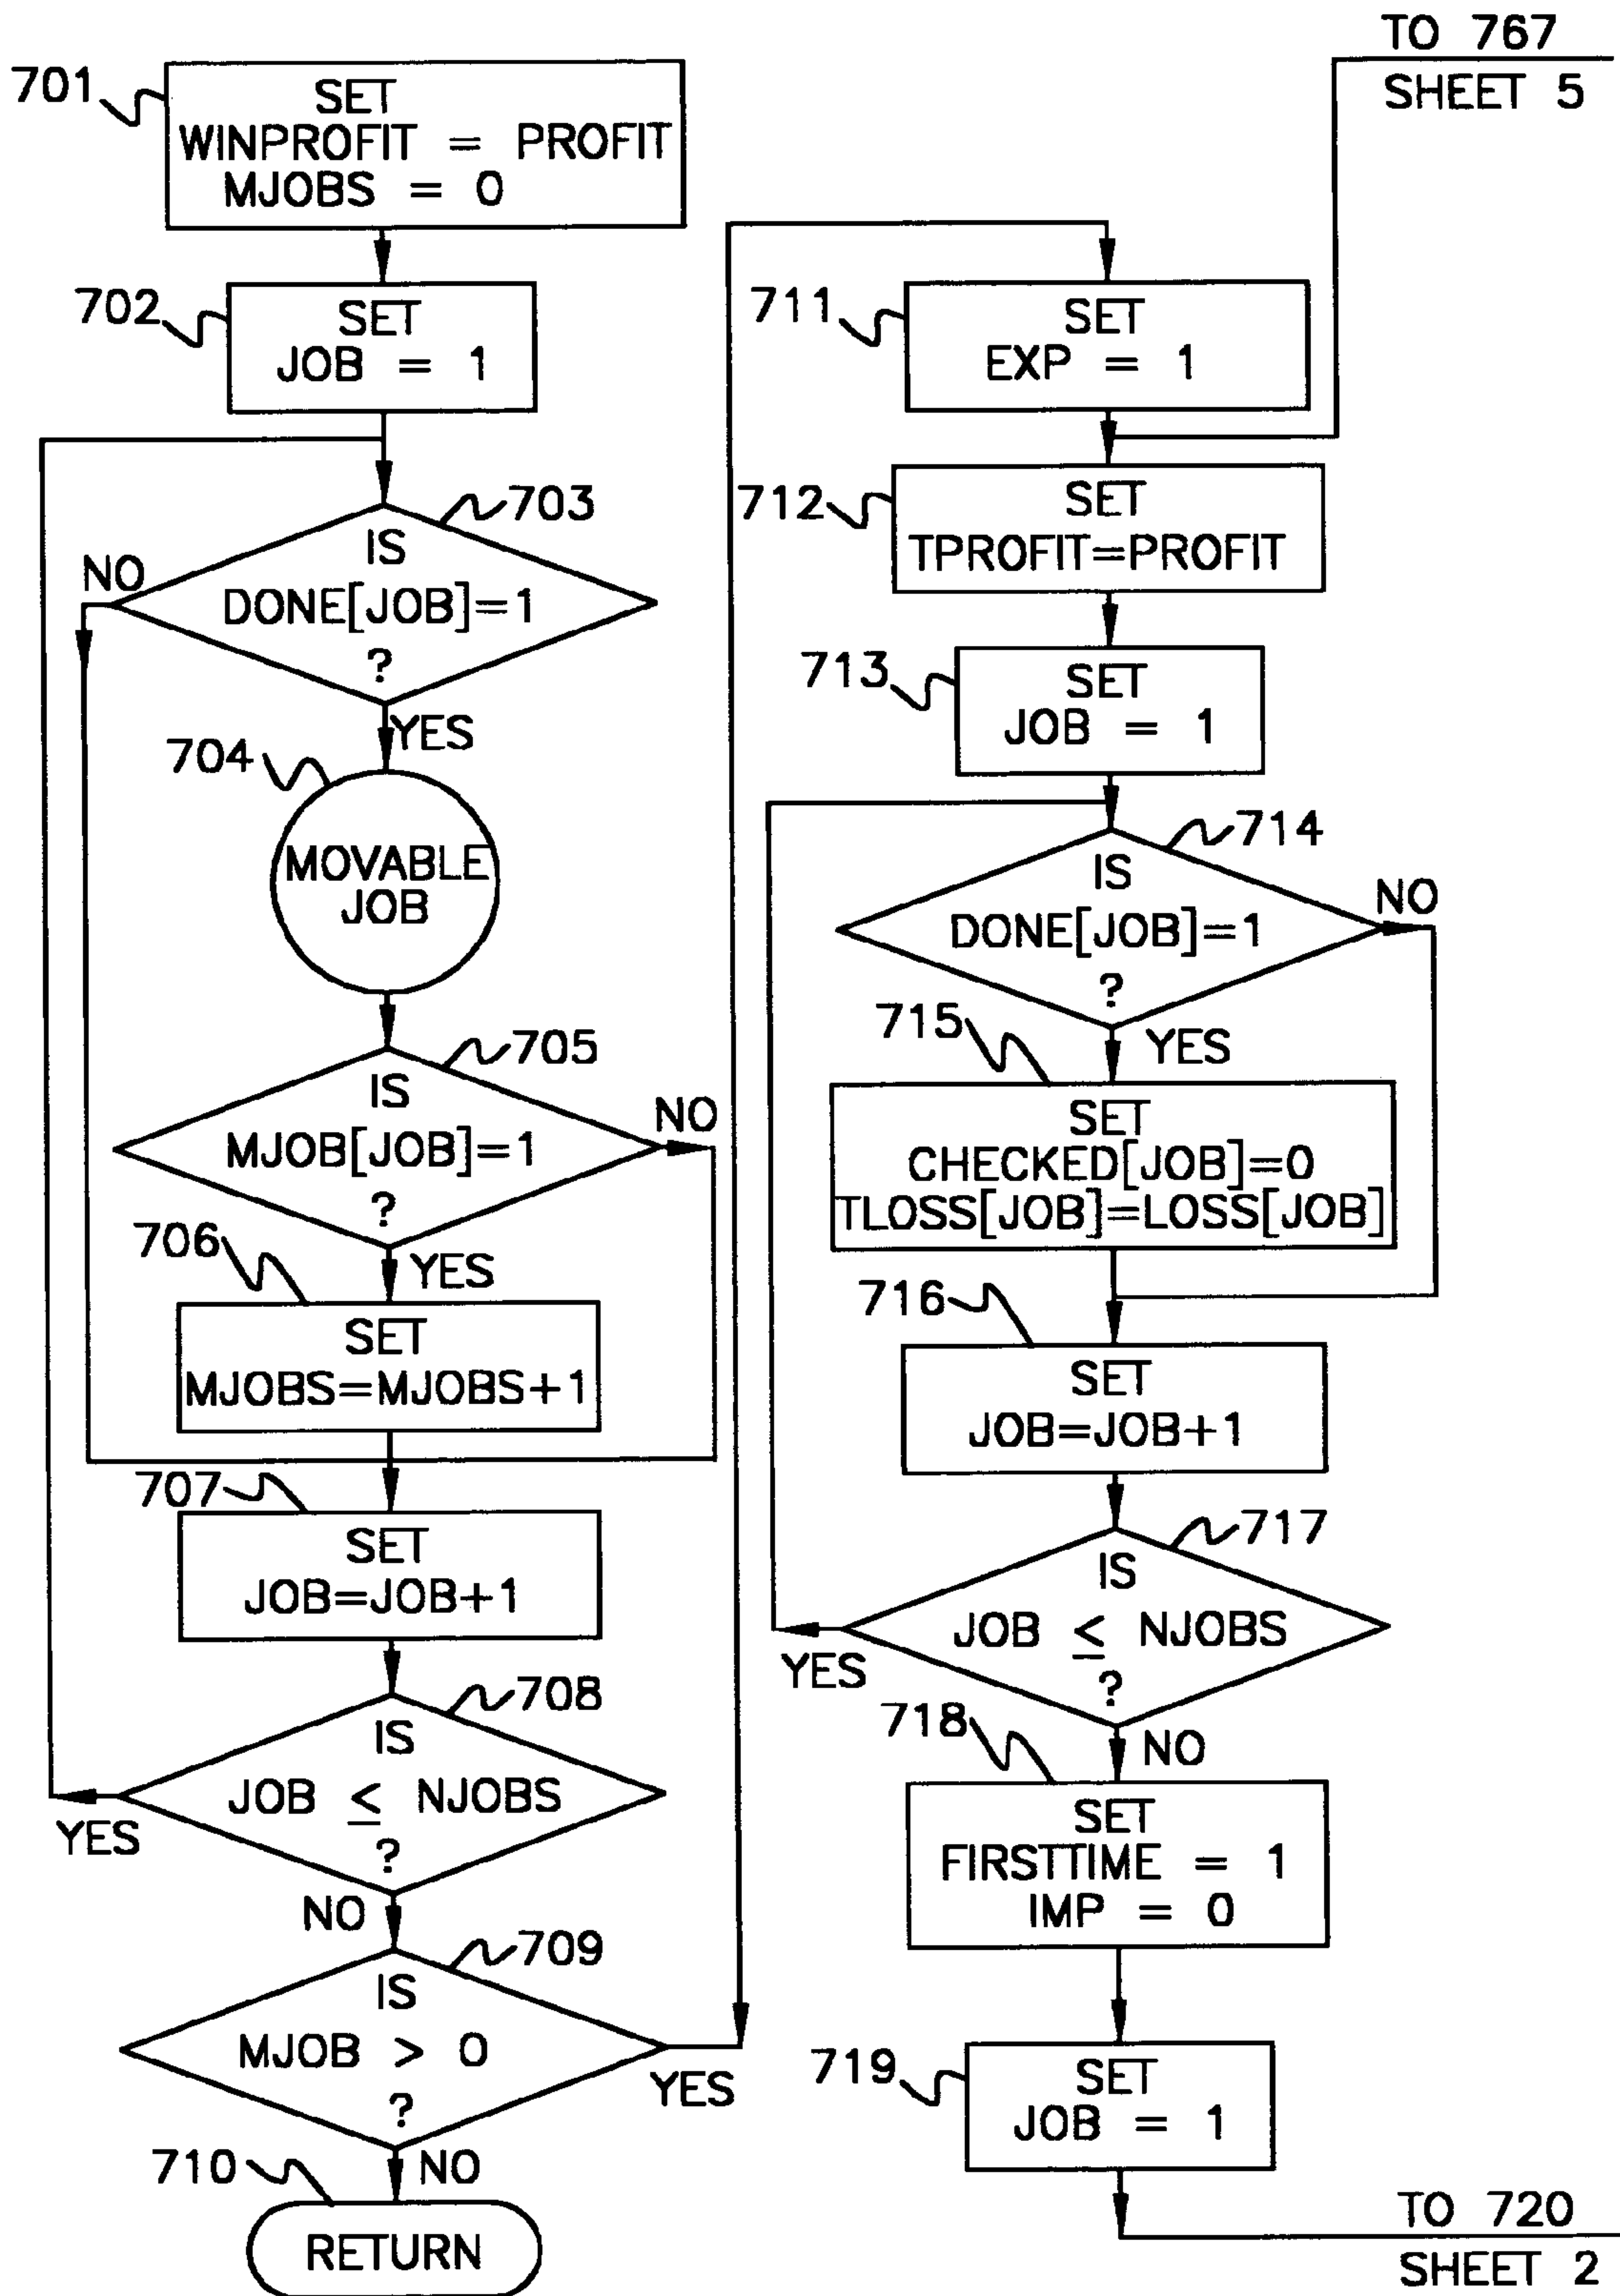 701
SET
WINPROFIT = PROFIT
MJOBS = 0
702
SET
JOB = 1
703
IS
DONE[JOB]=1
?
NO
YES
704
MOVABLE
JOB
705
IS
MJOB[JOB]=1
?
NO
YES
706
SET
MJOBS=MJOBS+1
707
SET
JOB=JOB+1
708
IS
JOB ≤ NJOBS
?
YES
NO
709
IS
MJOB > 0
?
YES
NO
710
RETURN
TO 767
SHEET 5
711
SET
EXP = 1
712
SET
TPROFIT=PROFIT
713
SET
JOB = 1
714
IS
DONE[JOB]=1
?
NO
YES
715
SET
CHECKED[JOB]=0
TLOSS[JOB]=LOSS[JOB]
716
SET
JOB=JOB+1
717
IS
JOB ≤ NJOBS
?
YES
NO
718
SET
FIRSTTIME = 1
IMP = 0
719
SET
JOB = 1
TO 720
SHEET 2